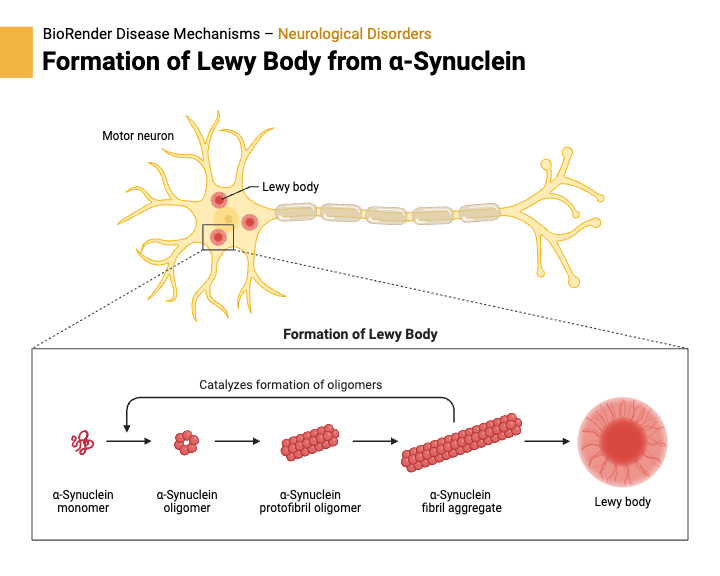 BioRender Disease Mechanisms – Neurological Disorders
Formation of Lewy Body from α-Synuclein
Motor neuron
Lewy body
Formation of Lewy Body
Catalyzes formation of oligomers
α-Synuclein
monomer
α-Synuclein
oligomer
α-Synuclein
protofibril oligomer
α-Synuclein
fibril aggregate
Lewy body